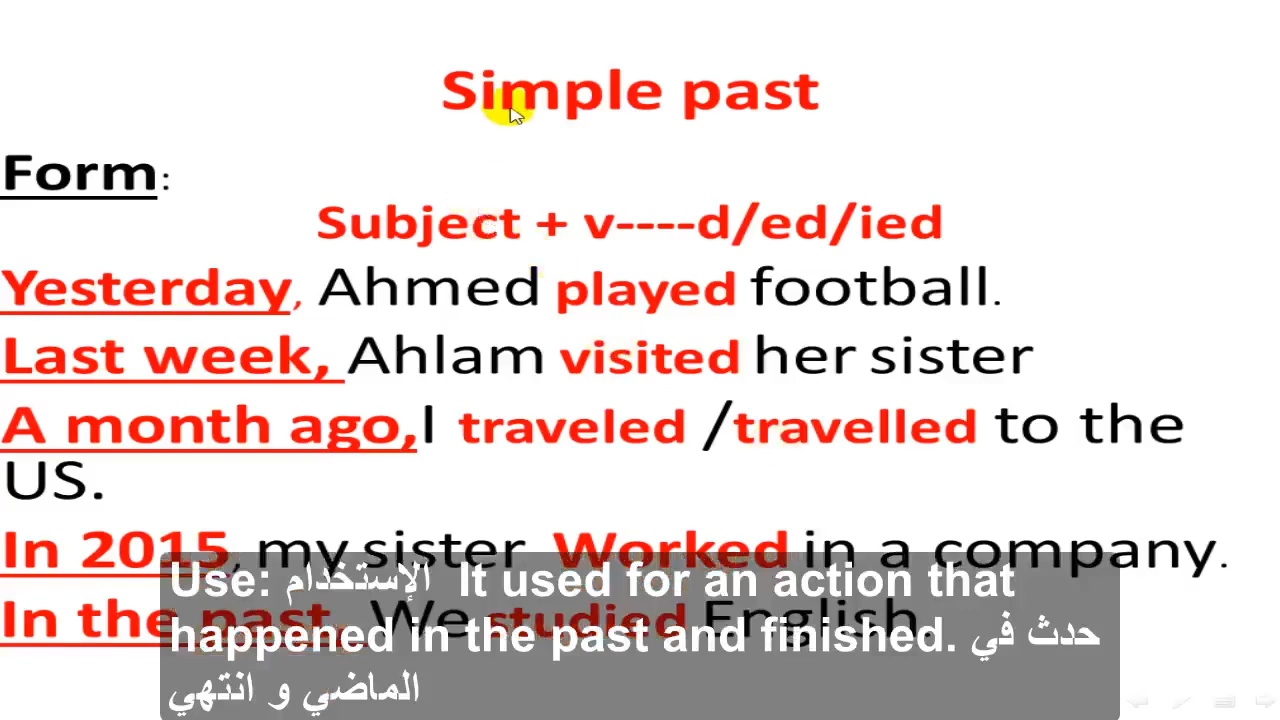 Simple past
Form:
Subject + v----d/ed/ied
Yesterday, Ahmed played football.
Last week, Ahlam visited her sister
A month ago,I traveled /travelled to the
US.
In 2015, my sister Worked in a company.
In the past, We studied English.
Use: الإستخدام It used for an action that
happened in the past and finished. حدث في
الماضي و انتهي